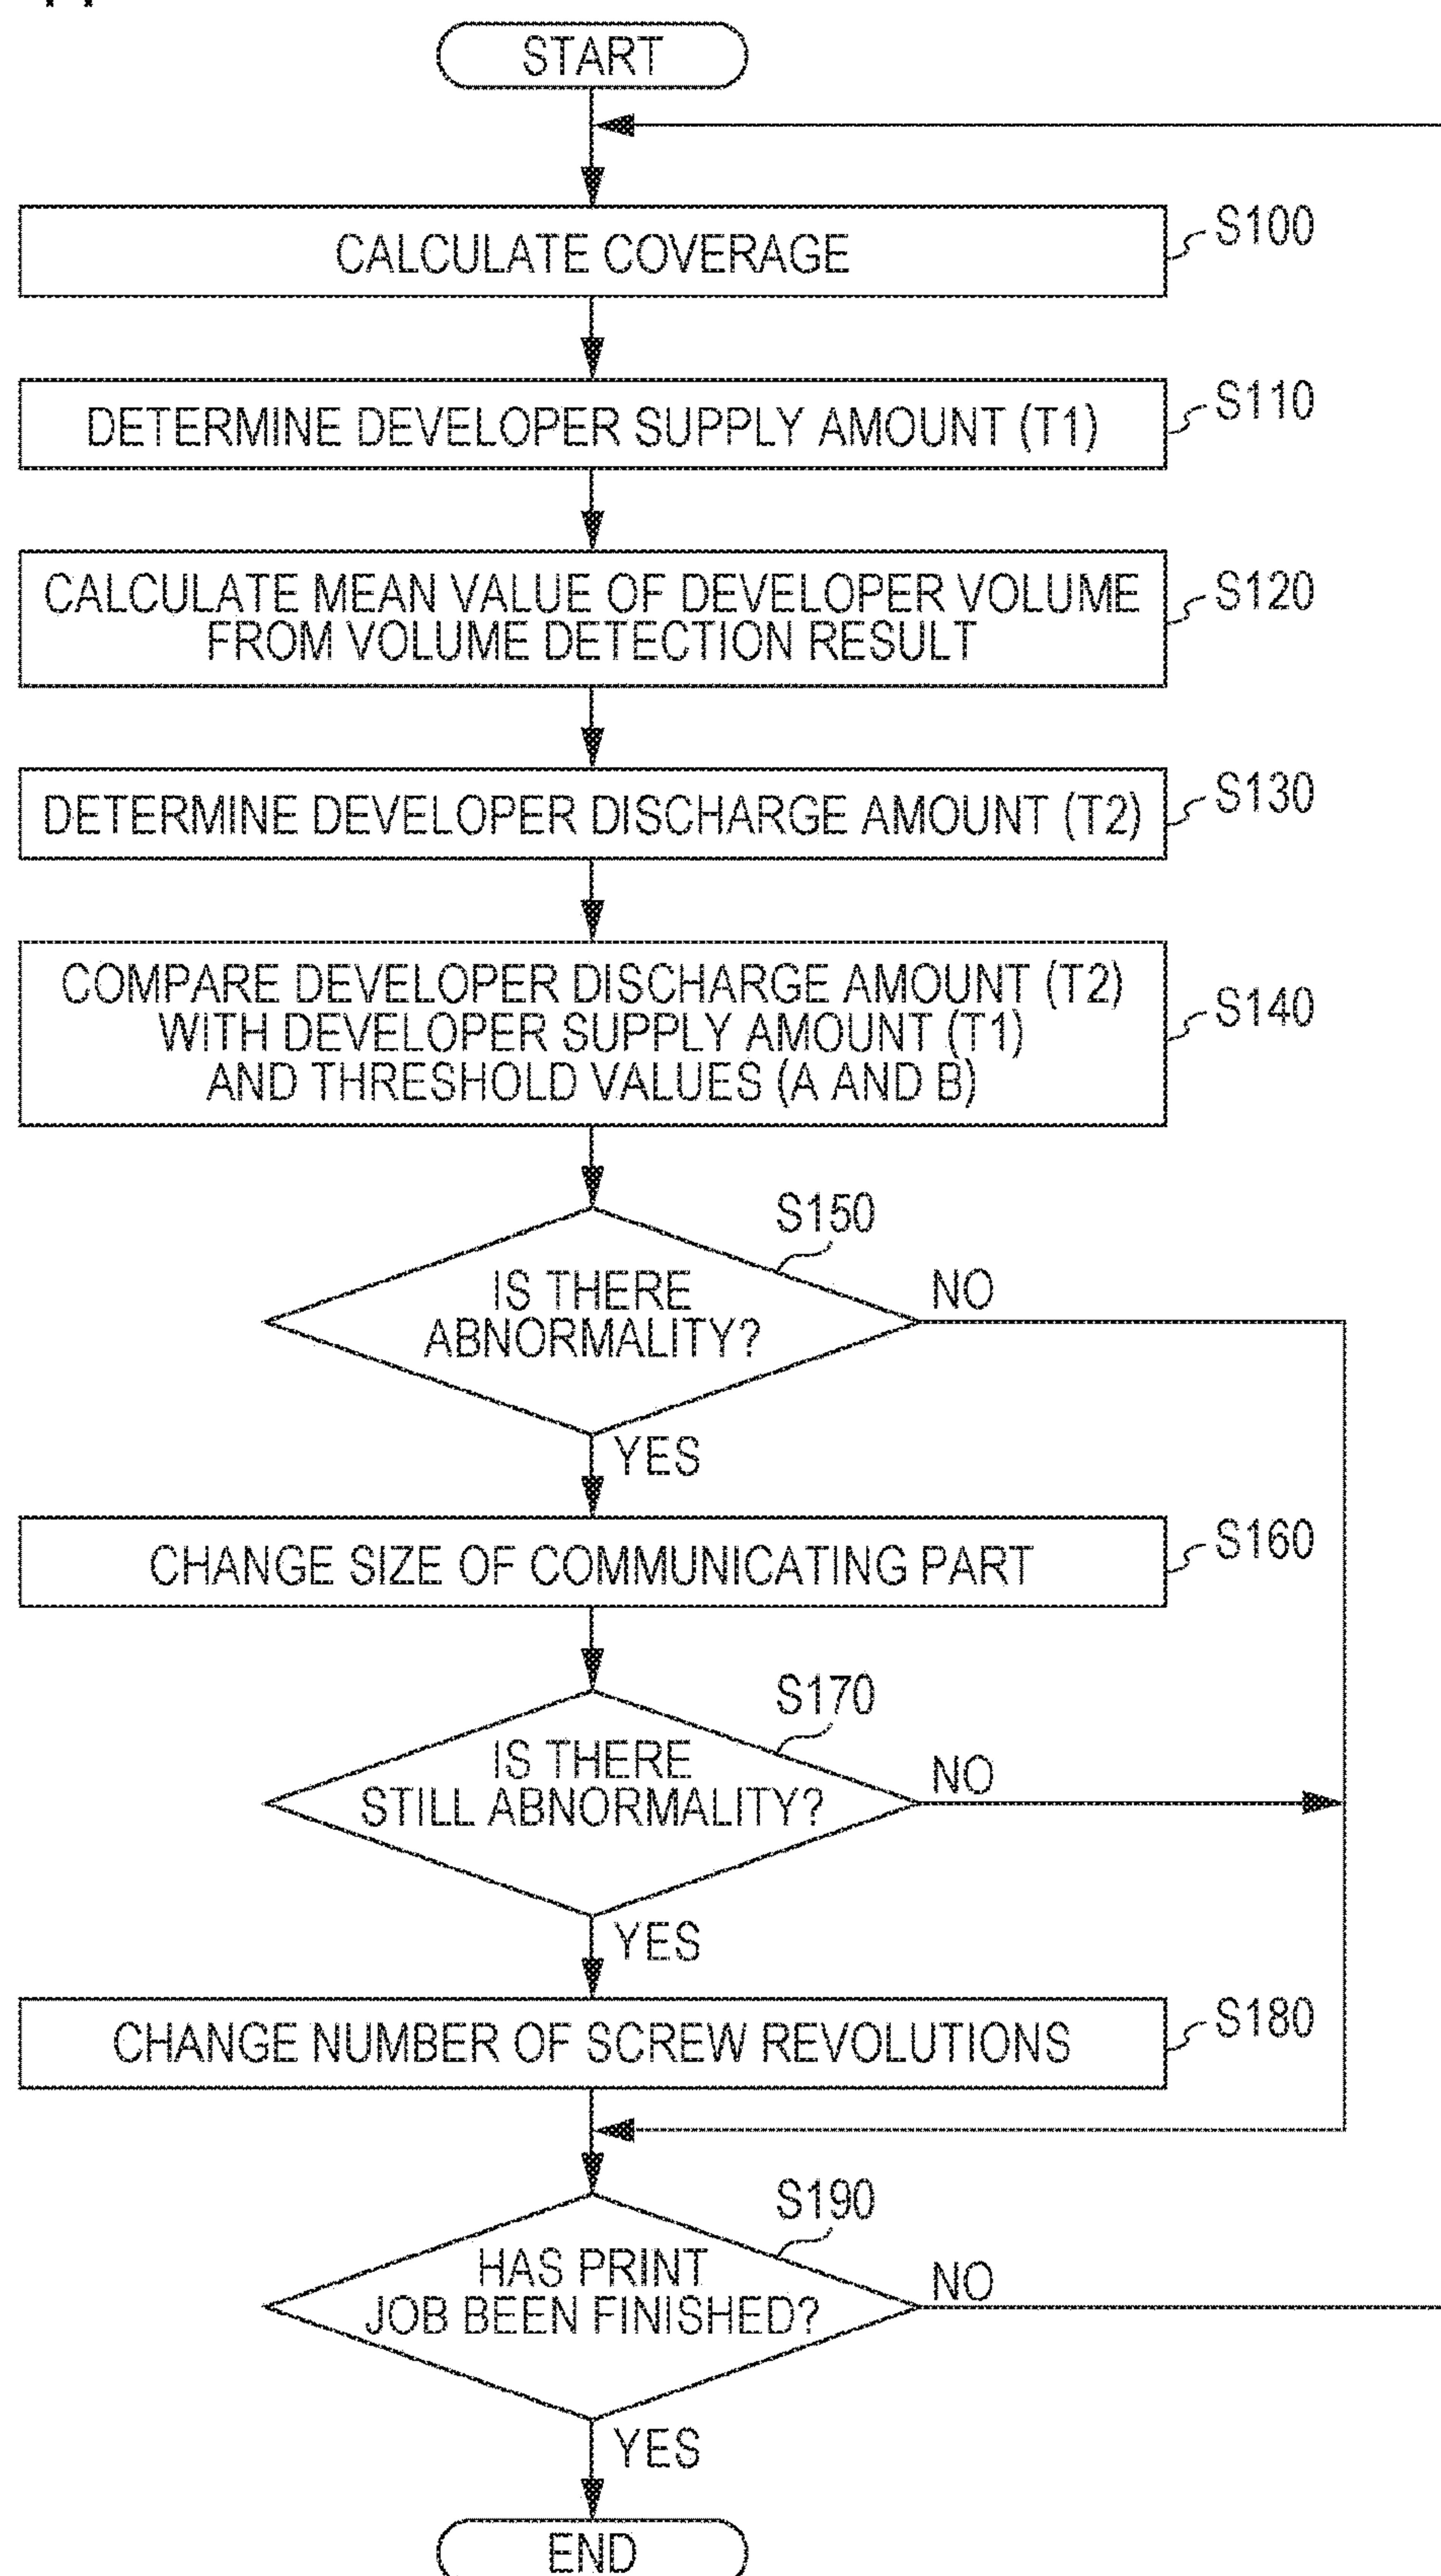 START
CALCULATE COVERAGE
S100
DETERMINE DEVELOPER SUPPLY AMOUNT (T1)
S110
CALCULATE MEAN VALUE OF DEVELOPER VOLUME
FROM VOLUME DETECTION RESULT
S120
DETERMINE DEVELOPER DISCHARGE AMOUNT (T2)
S130
COMPARE DEVELOPER DISCHARGE AMOUNT (T2)
WITH DEVELOPER SUPPLY AMOUNT (T1)
AND THRESHOLD VALUES (A AND B)
S140
S150
IS THERE
ABNORMALITY?
NO
YES
CHANGE SIZE OF COMMUNICATING PART
S160
S170
IS THERE
STILL ABNORMALITY?
NO
YES
CHANGE NUMBER OF SCREW REVOLUTIONS
S180
S190
HAS PRINT
JOB BEEN FINISHED?
NO
YES
END